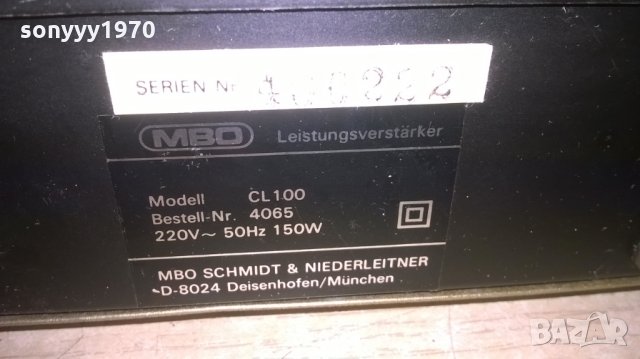 sonyyy1970
SERIEN Nr.
MBO Leistungsverstärker
Modell CL100
Bestell-Nr. 4065
220V~ 50Hz 150W
MBO SCHMIDT & NIEDERLEITNER
D-8024 Deisenhofen/München
BAZAR